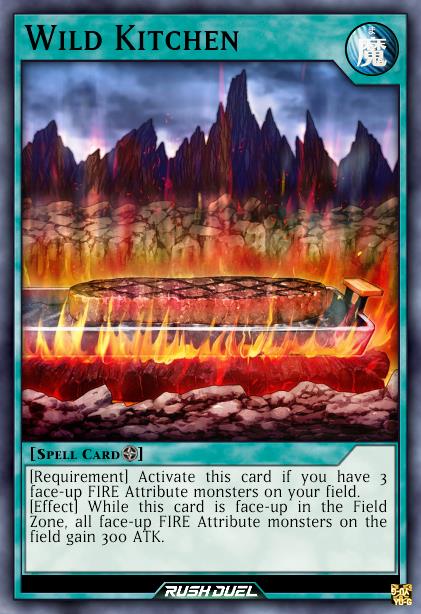 Wild Kitchen
ま
魔
[Spell Card]
[Requirement] Activate this card if you have 3
face-up FIRE Attribute monsters on your field.
[Effect] While this card is face-up in the Field
Zone, all face-up FIRE Attribute monsters on the
field gain 300 ATK.
RUSH DUEL